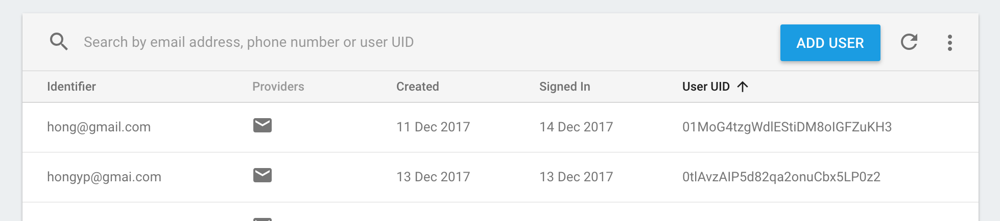 Search by email address, phone number or user UID ADD USER
Identifier Providers Created Signed In User UID
hong@gmail.com 11 Dec 2017 14 Dec 2017 01MoG4tzgWdlEStiDM8oIGFZuKH3
hongyp@gmai.com 13 Dec 2017 13 Dec 2017 0tlAvzAIP5d82qa2onuCbx5LP0z2